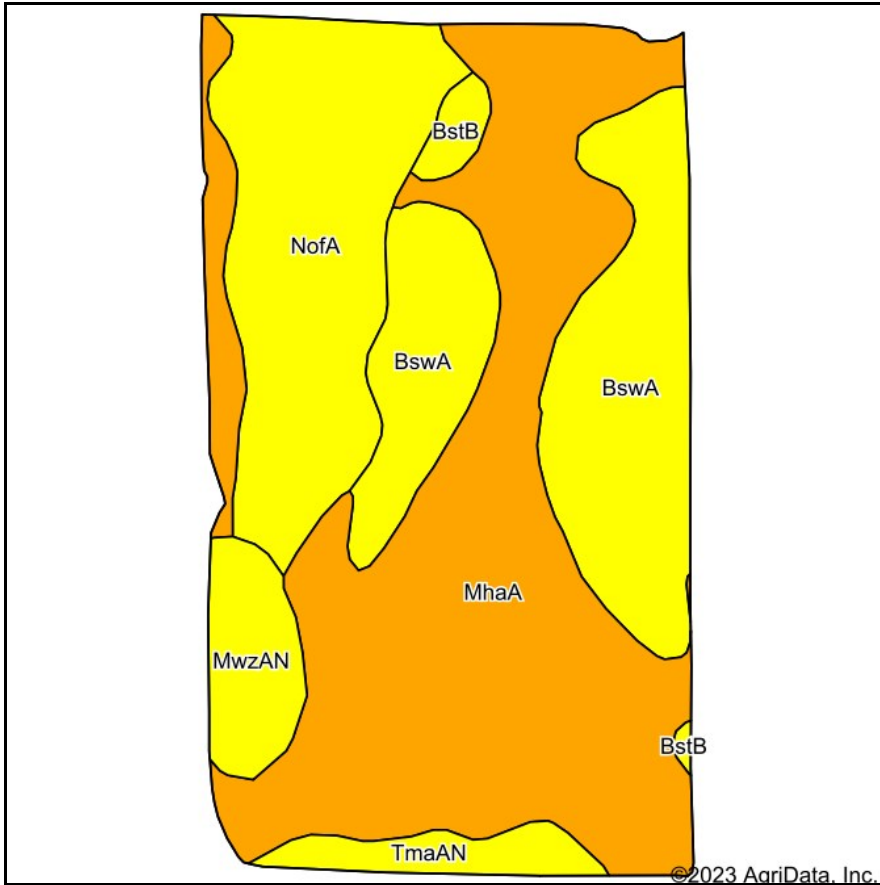 BstB
NofA
BswA
BswA
MhaA
MwzAN
BstB
TmaAN
©2023 AgriData, Inc.